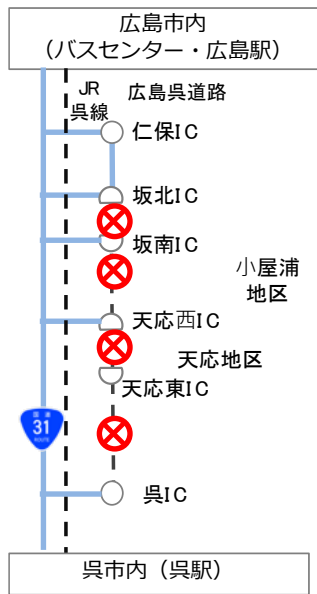 広島市内
（バスセンター・広島駅）
JR
呉線
広島呉道路
仁保IC
坂北IC
坂南IC
小屋浦
地区
天応西IC
天応地区
天応東IC
国道
31
ROUTE
呉IC
呉市内（呉駅）